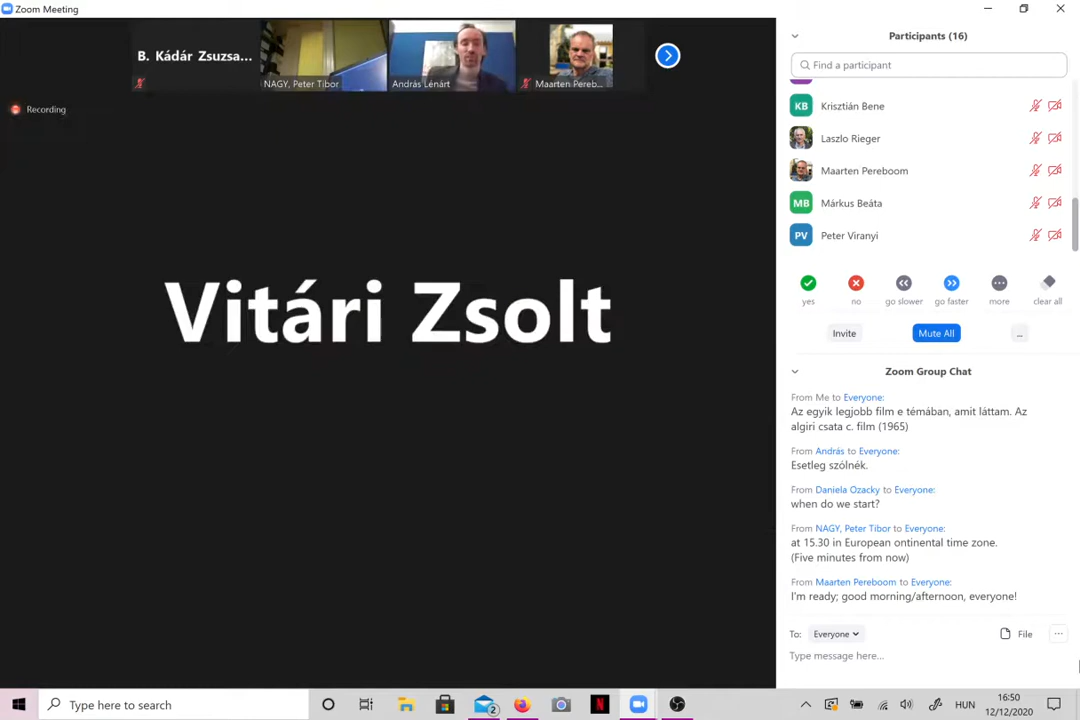 Zoom Meeting
B. Kádár Zsuzsa...
NAGY, Peter Tibor
András Lénárt
Maarten Pereb...
Recording
Vitári Zsolt
Participants (16)
Find a participant
KB Krisztián Bene
Laszlo Rieger
Maarten Pereboom
MB Márkus Beáta
PV Peter Viranyi
yes no go slower go faster more clear all
Invite Mute All ...
Zoom Group Chat
From Me to Everyone:
Az egyik legjobb film e témában, amit láttam. Az
algiri csata c. film (1965)
From András to Everyone:
Esetleg szólnék.
From Daniela Ozacky to Everyone:
when do we start?
From NAGY, Peter Tibor to Everyone:
at 15.30 in European ontinental time zone.
(Five minutes from now)
From Maarten Pereboom to Everyone:
I'm ready; good morning/afternoon, everyone!
To: Everyone File ...
Type message here...
Type here to search
2
N
HUN
16:50
12/12/2020